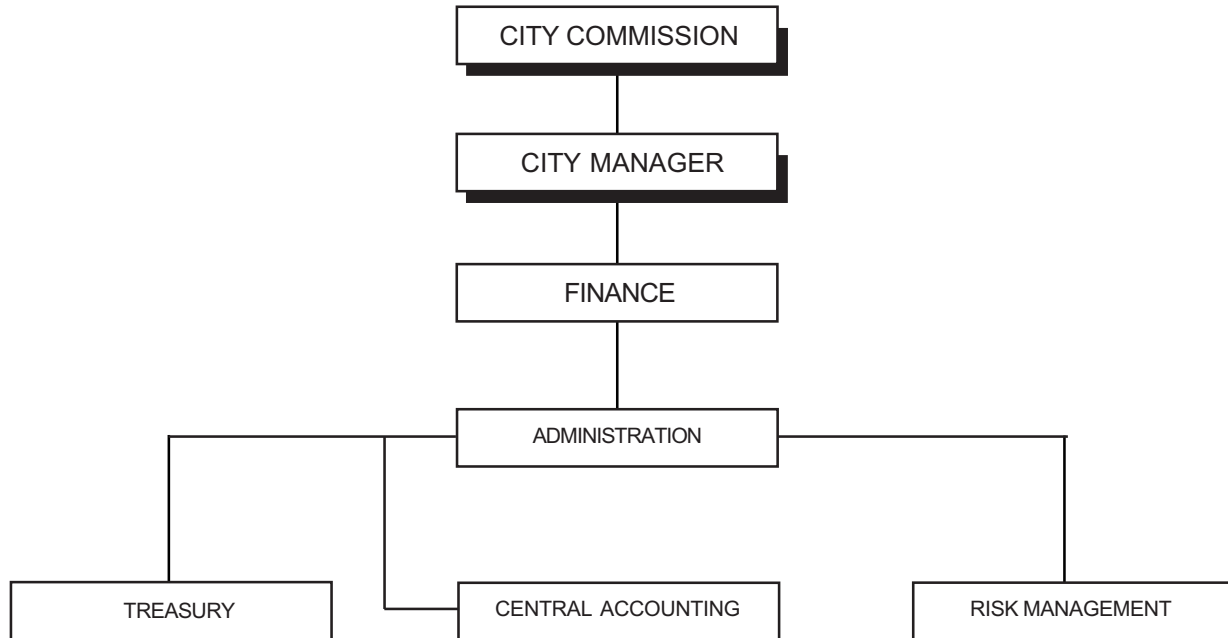 CITY COMMISSION
CITY MANAGER
FINANCE
ADMINISTRATION
TREASURY
CENTRAL ACCOUNTING
RISK MANAGEMENT